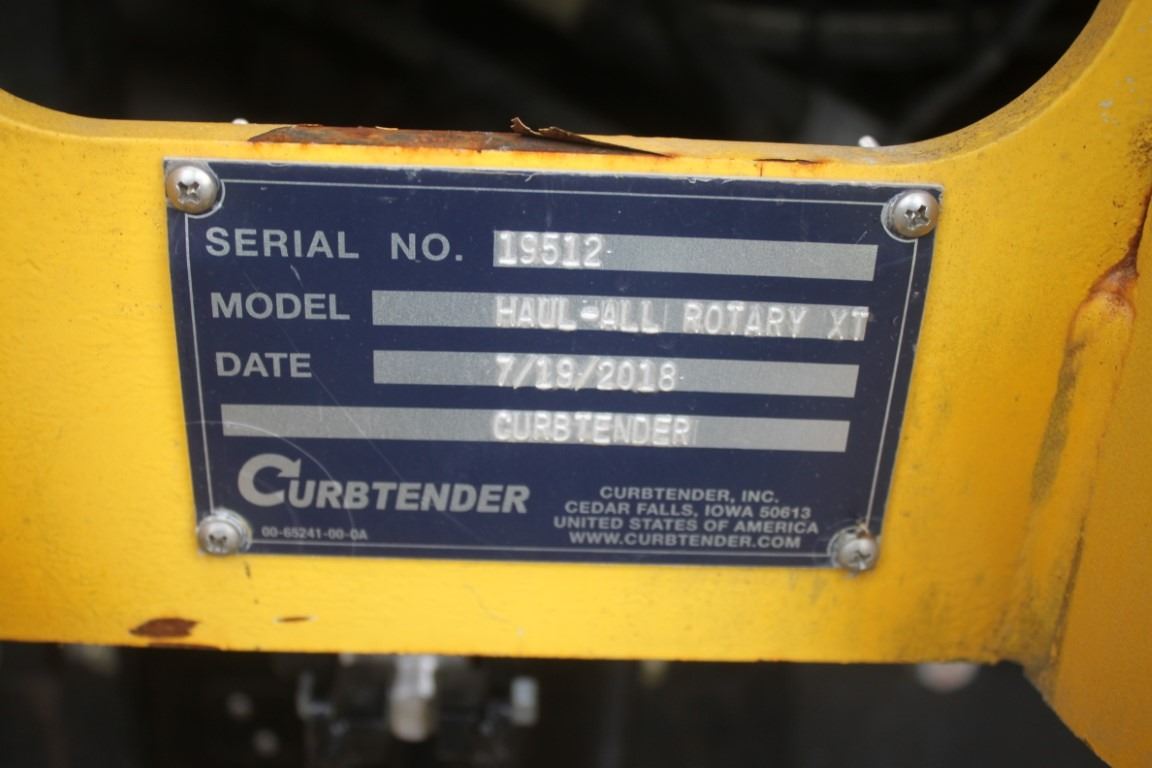 SERIAL NO. 19512
MODEL HAUL-ALL ROTARY XT
DATE 7/19/2018
CURBTENDER
CURBTENDER
00-65241-00-0A
CURBTENDER, INC.
CEDAR FALLS, IOWA 50613
UNITED STATES OF AMERICA
WWW.CURBTENDER.COM